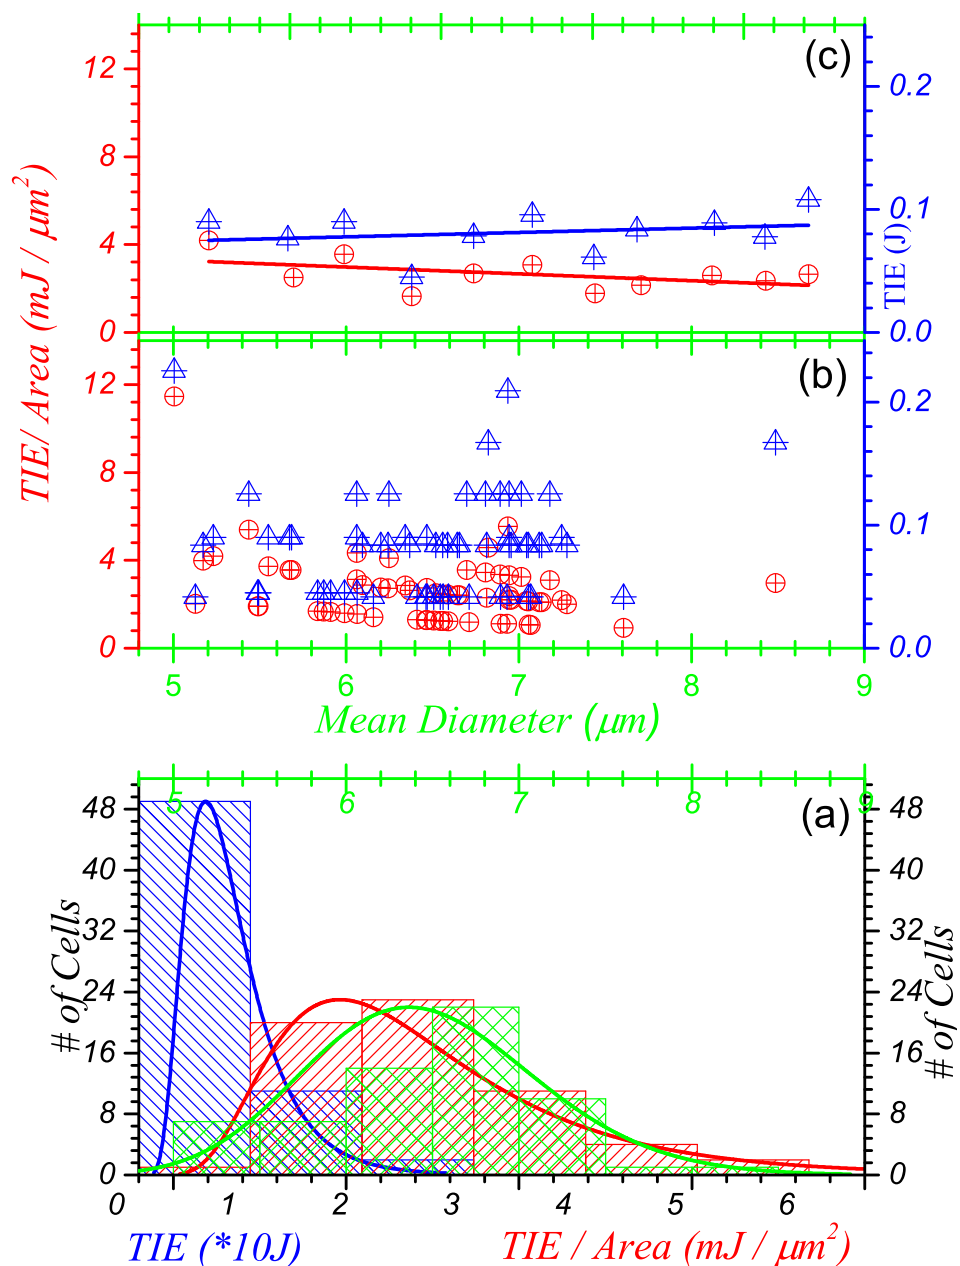 (c)
12
8
4
0
0.2
0.1
0.0
TIE/ Area (mJ / μm²)
TIE (J)
(b)
12
8
4
0
0.2
0.1
0.0
5 6 7 8 9
Mean Diameter (μm)
5 6 7 8 9
(a)
48
40
32
24
16
8
0
# of Cells
48
40
32
24
16
8
0
# of Cells
0 1 2 3 4 5 6
TIE (*10J)
TIE / Area (mJ / μm²)